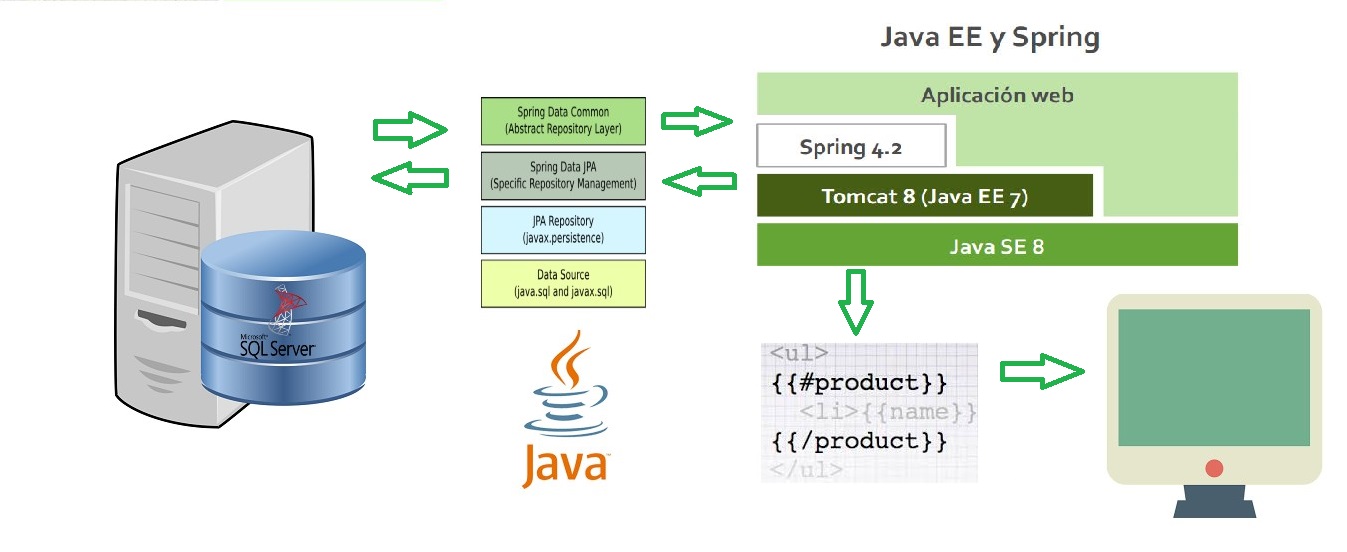 Java EE y Spring
Spring Data Common
(Abstract Repository Layer)
Spring Data JPA
(Specific Repository Management)
JPA Repository
(javax.persistence)
Data Source
(java.sql and javax.sql)
Aplicación web
Spring 4.2
Tomcat 8 (Java EE 7)
Java SE 8
Microsoft
SQL Server
Java™
<ul>
{{#product}}
<li>{{name}}
{{/product}}
</ul>